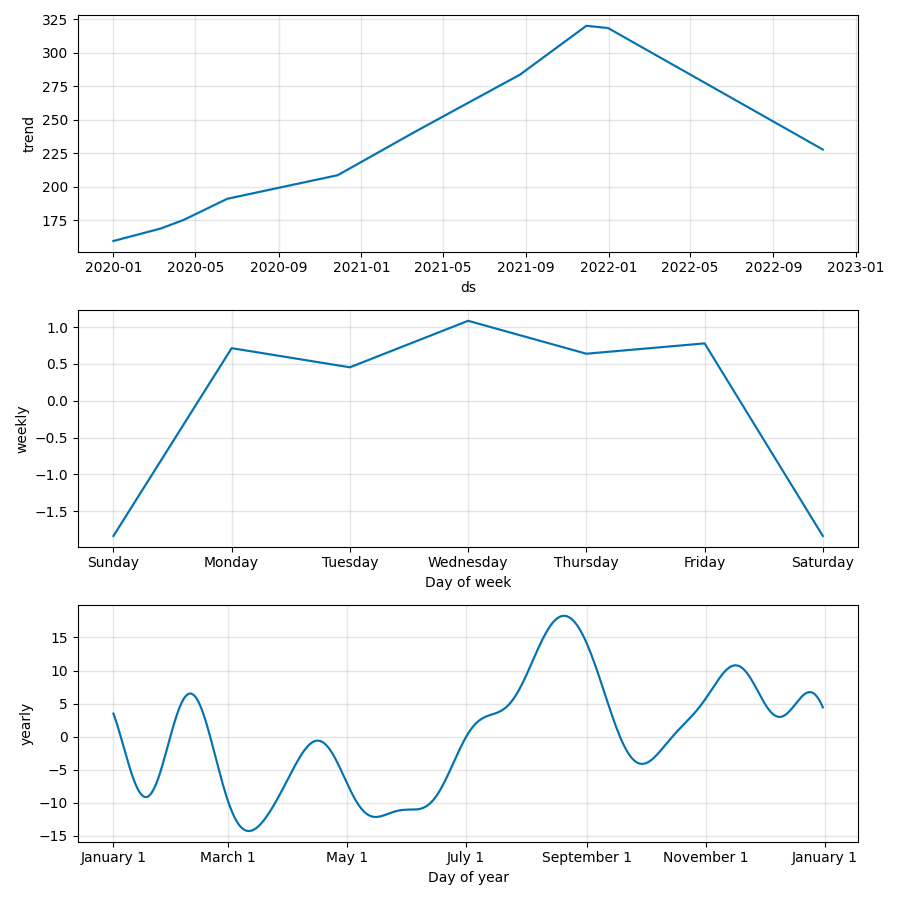 325
300
275
250
225
200
175
trend
2020-01 2020-05 2020-09 2021-01 2021-05 2021-09 2022-01 2022-05 2022-09 2023-01
ds
1.0
0.5
0.0
−0.5
−1.0
−1.5
weekly
Sunday Monday Tuesday Wednesday Thursday Friday Saturday
Day of week
15
10
5
0
−5
−10
−15
yearly
January 1 March 1 May 1 July 1 September 1 November 1 January 1
Day of year